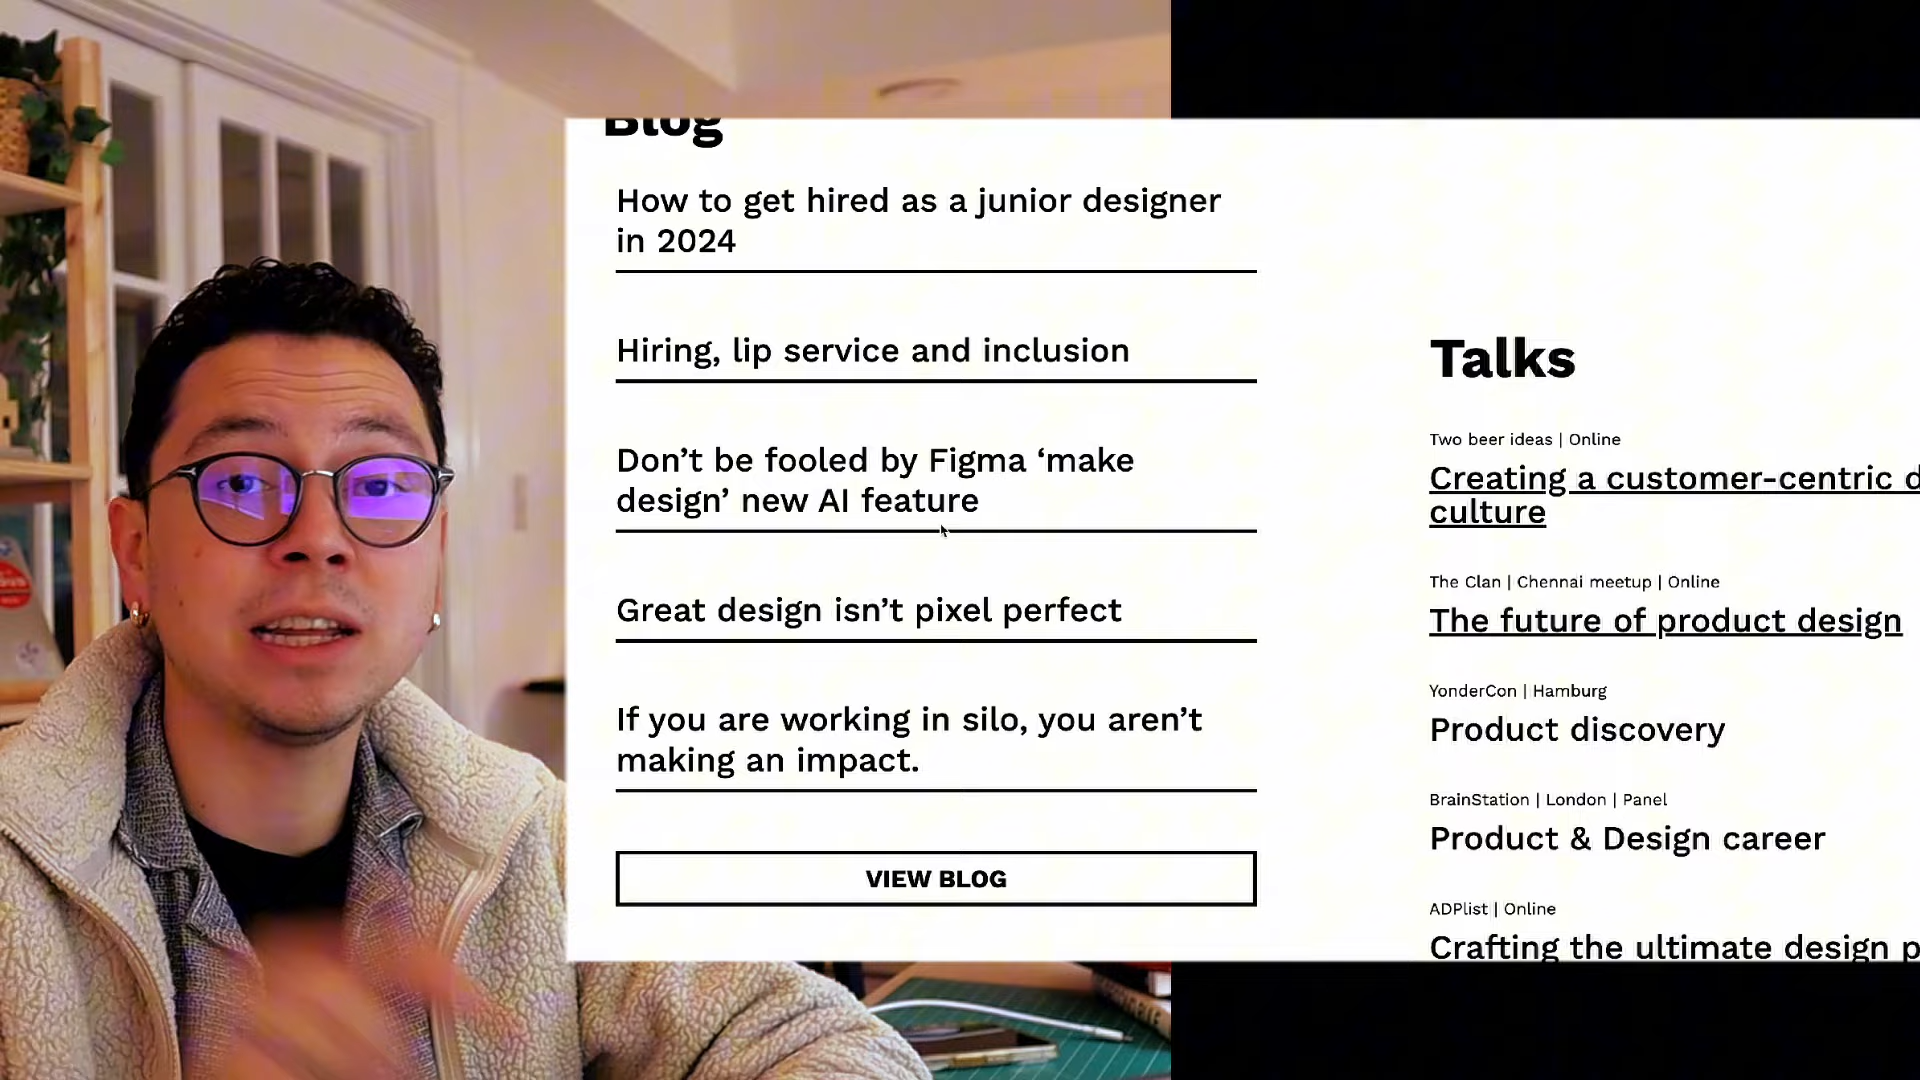 Blog
How to get hired as a junior designer
in 2024
Hiring, lip service and inclusion
Don’t be fooled by Figma ‘make
design’ new AI feature
Great design isn’t pixel perfect
If you are working in silo, you aren’t
making an impact.
VIEW BLOG
Talks
Two beer ideas | Online
Creating a customer-centric
culture
The Clan | Chennai meetup | Online
The future of product design
YonderCon | Hamburg
Product discovery
BrainStation | London | Panel
Product & Design career
ADPlist | Online
Crafting the ultimate design